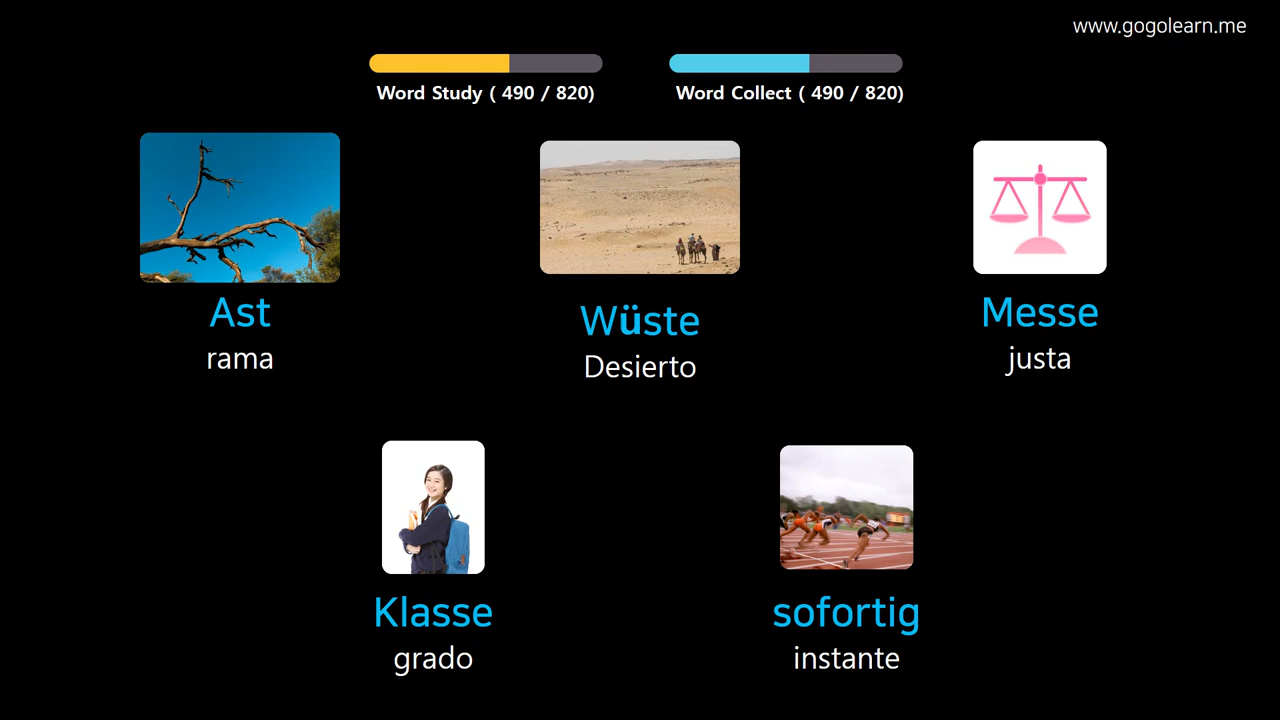 www.gogolearn.me
Word Study ( 490 / 820)
Word Collect ( 490 / 820)
Ast
rama
Wüste
Desierto
Messe
justa
Klasse
grado
sofortig
instante